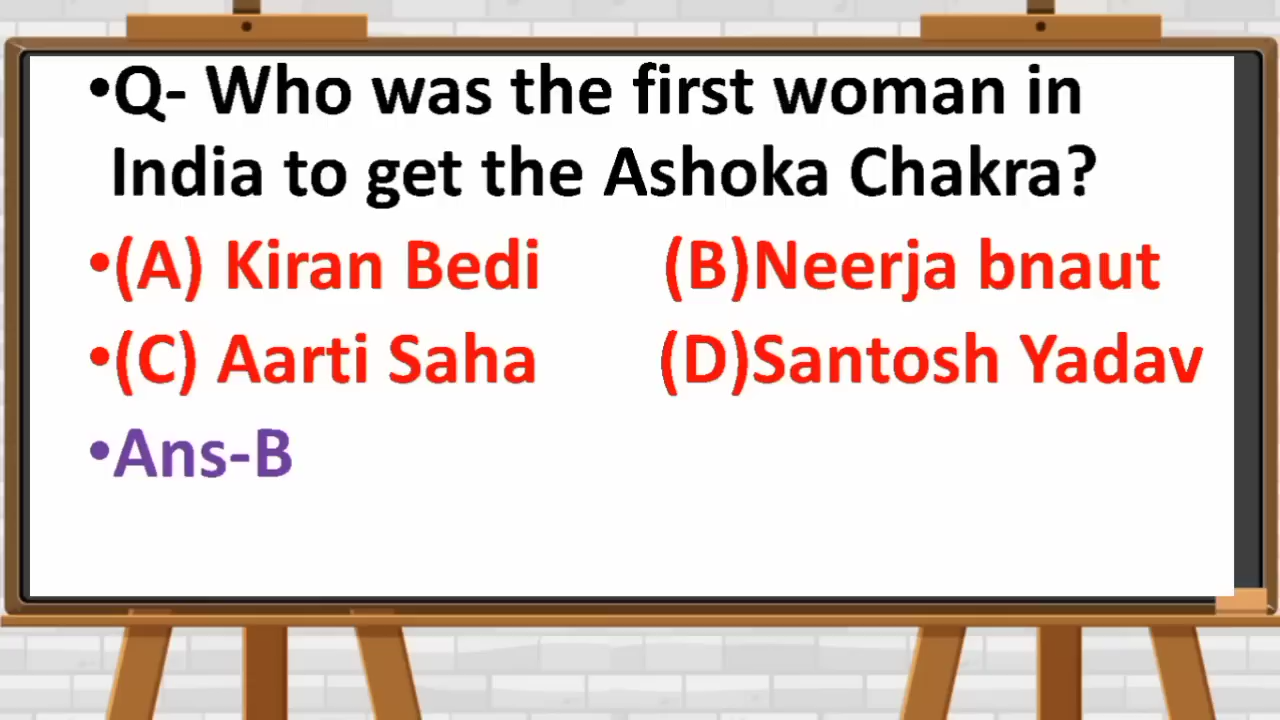 •Q- Who was the first woman in
India to get the Ashoka Chakra?
•(A) Kiran Bedi (B)Neerja bnaut
•(C) Aarti Saha (D)Santosh Yadav
•Ans-B